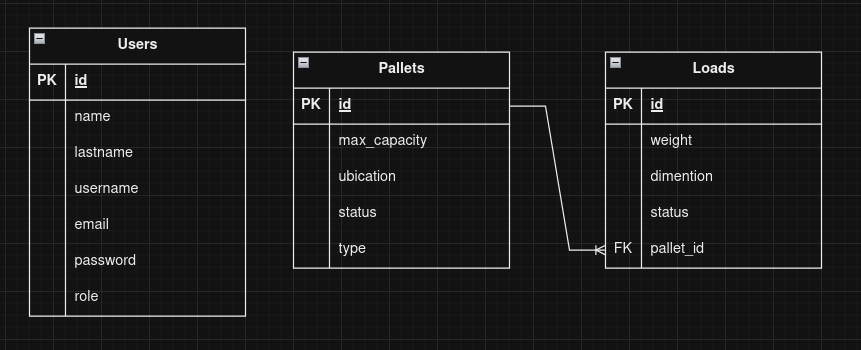 Users
PK id
name
lastname
username
email
password
role
Pallets
PK id
max_capacity
ubication
status
type
Loads
PK id
weight
dimention
status
FK pallet_id